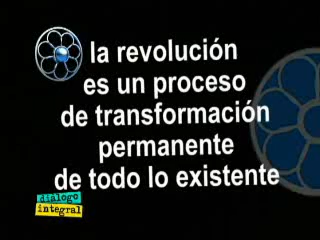 la revolución
es un proceso
de transformación
permanente
de todo lo existente
diálogo
integral